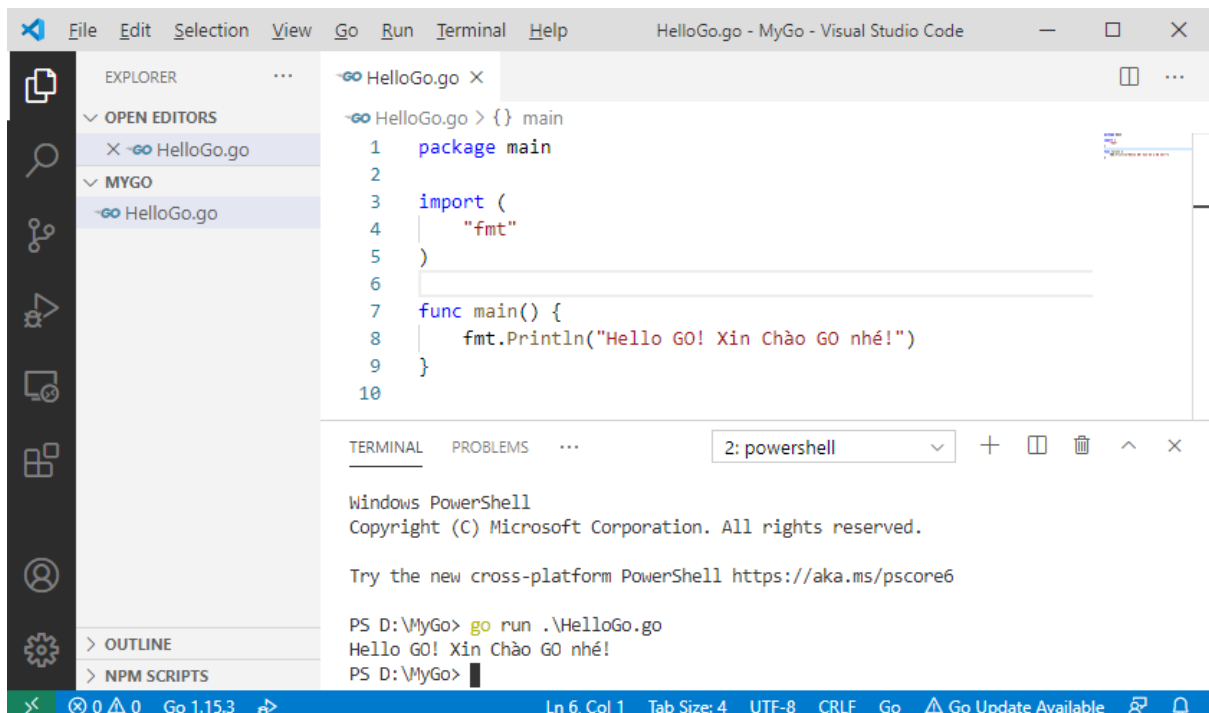 File Edit Selection View Go Run Terminal Help HelloGo.go - MyGo - Visual Studio Code
EXPLORER
OPEN EDITORS
GO HelloGo.go
MYGO
GO HelloGo.go
OUTLINE
NPM SCRIPTS
GO HelloGo.go
GO HelloGo.go > {} main
1 package main
2
3 import (
4 "fmt"
5 )
6
7 func main() {
8 fmt.Println("Hello GO! Xin Chào GO nhé!")
9 }
10
TERMINAL PROBLEMS ··· 2: powershell
Windows PowerShell
Copyright (C) Microsoft Corporation. All rights reserved.
Try the new cross-platform PowerShell https://aka.ms/pscore6
PS D:\MyGo> go run .\HelloGo.go
Hello GO! Xin Chào GO nhé!
PS D:\MyGo>
0 0 Go 1.15.3 Ln 6, Col 1 Tab Size: 4 UTF-8 CRLF Go Go Update Available